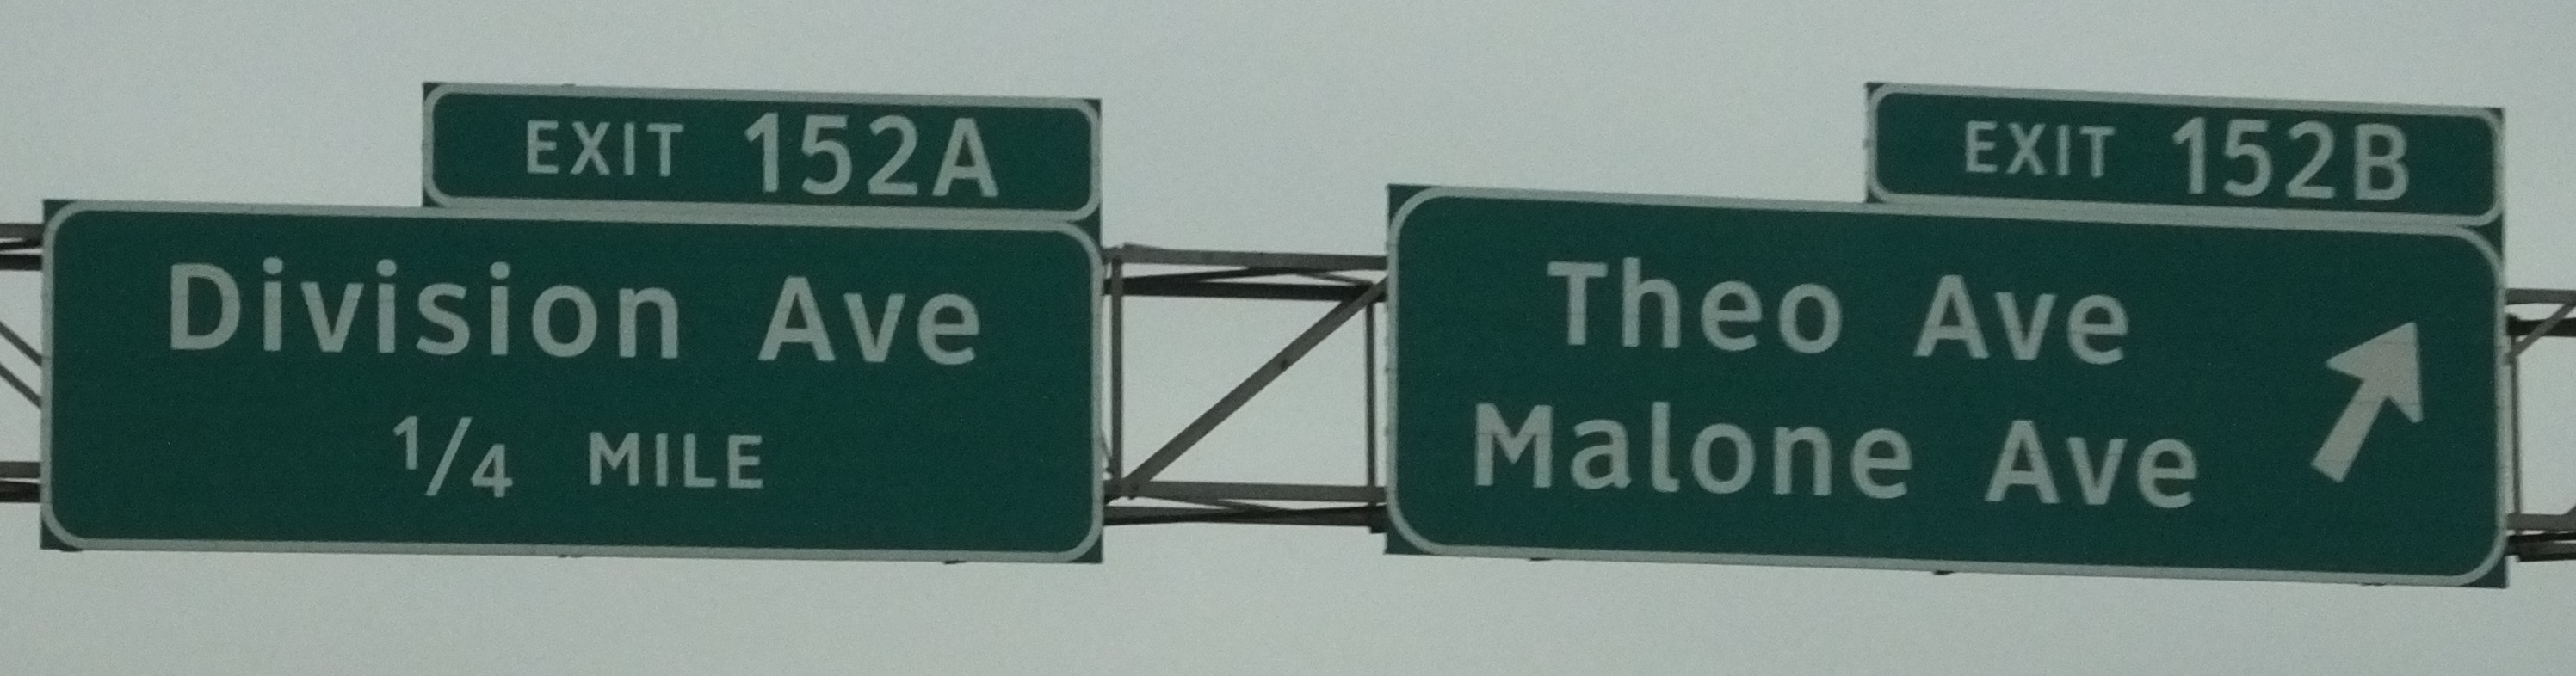 EXIT 152A
Division Ave
1/4 MILE
EXIT 152B
Theo Ave
Malone Ave